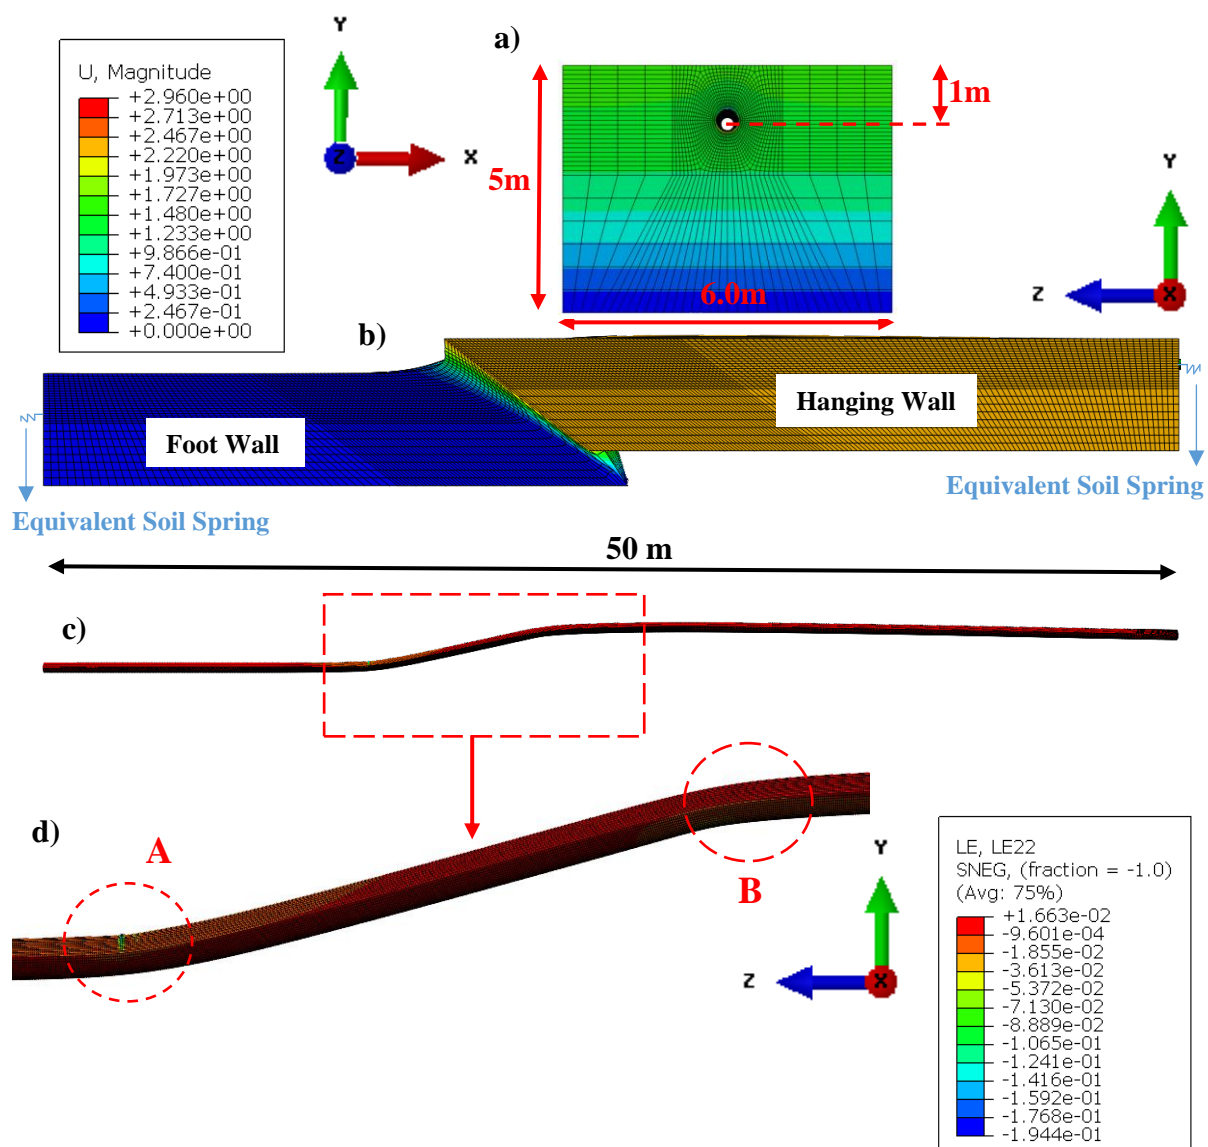 a)
Y
X
Z
U, Magnitude
+2.960e+00
+2.713e+00
+2.467e+00
+2.220e+00
+1.973e+00
+1.727e+00
+1.480e+00
+1.233e+00
+9.866e-01
+7.400e-01
+4.933e-01
+2.467e-01
+0.000e+00
1m
5m
6.0m
Y
Z
X
b)
Hanging Wall
Foot Wall
Equivalent Soil Spring
Equivalent Soil Spring
50 m
c)
d)
A
B
Y
Z
X
LE, LE22
SNEG, (fraction = -1.0)
(Avg: 75%)
+1.663e-02
-9.601e-04
-1.855e-02
-3.613e-02
-5.372e-02
-7.130e-02
-8.889e-02
-1.065e-01
-1.241e-01
-1.416e-01
-1.592e-01
-1.768e-01
-1.944e-01